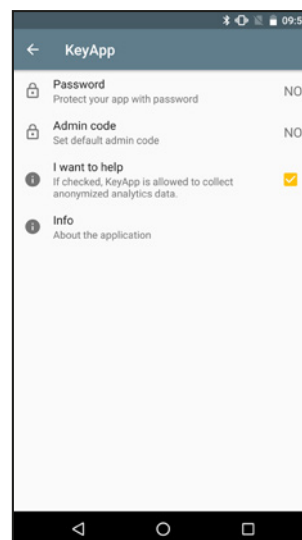 09:5
KeyApp
Password
NO
Protect your app with password
Admin code
NO
Set default admin code
I want to help
If checked, KeyApp is allowed to collect
anonymized analytics data.
Info
About the application